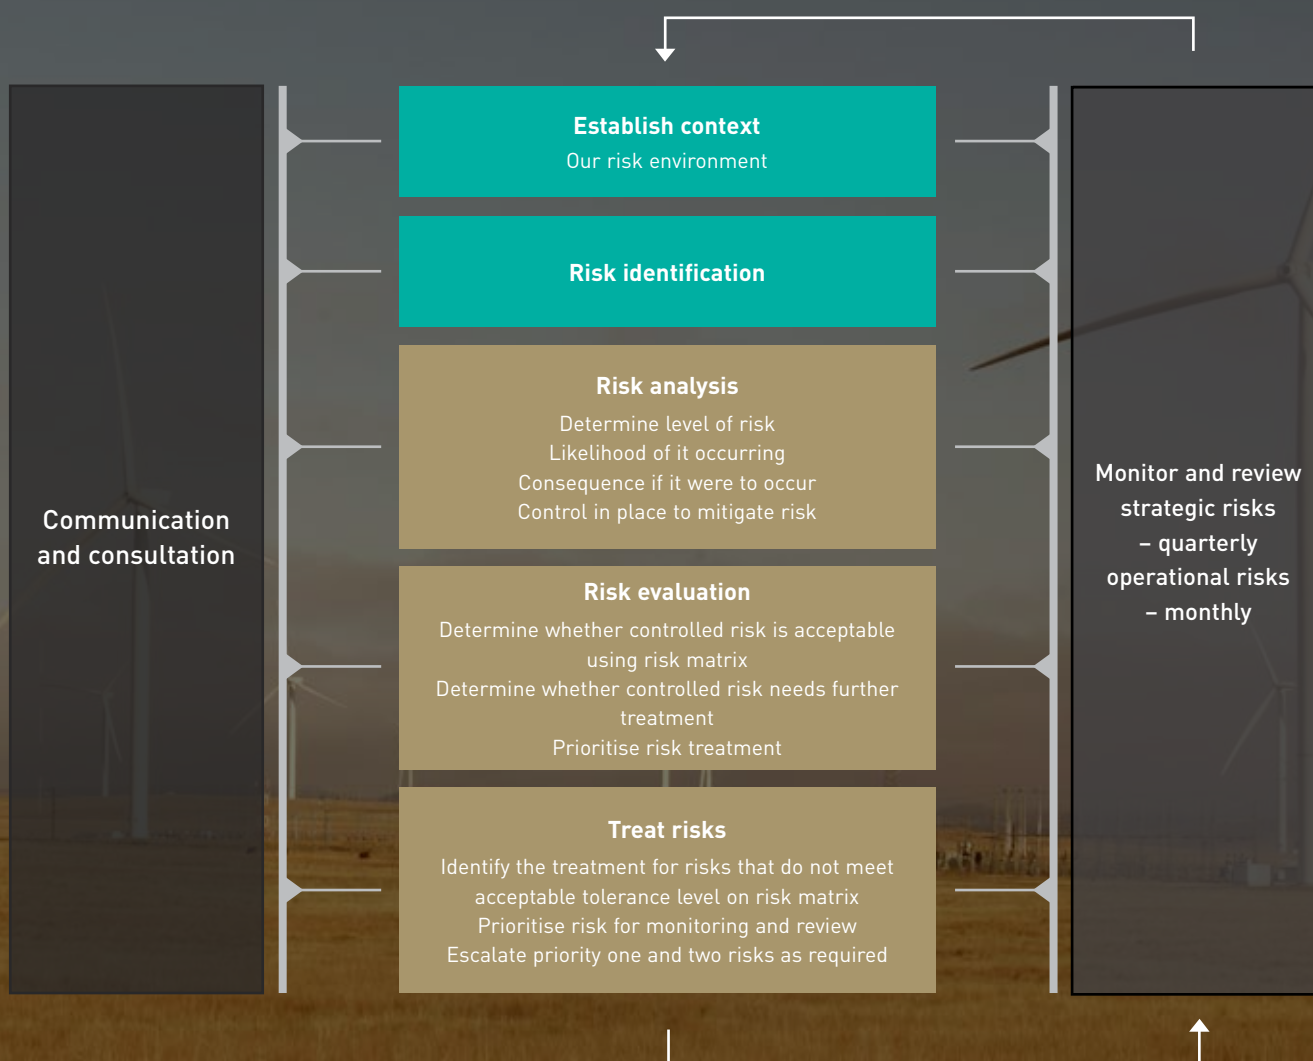 Communication
and consultation
Establish context
Our risk environment
Risk identification
Risk analysis
Determine level of risk
Likelihood of it occurring
Consequence if it were to occur
Control in place to mitigate risk
Risk evaluation
Determine whether controlled risk is acceptable
using risk matrix
Determine whether controlled risk needs further
treatment
Prioritise risk treatment
Treat risks
Identify the treatment for risks that do not meet
acceptable tolerance level on risk matrix
Prioritise risk for monitoring and review
Escalate priority one and two risks as required
Monitor and review
strategic risks
– quarterly
operational risks
– monthly